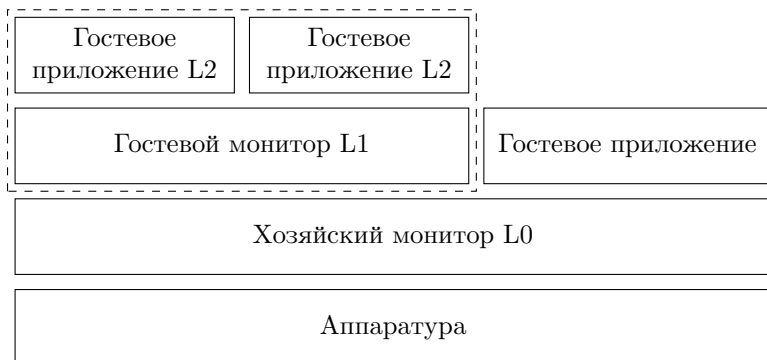 Гостевое
приложение L2
Гостевое
приложение L2
Гостевой монитор L1
Гостевое приложение
Хозяйский монитор L0
Аппаратура